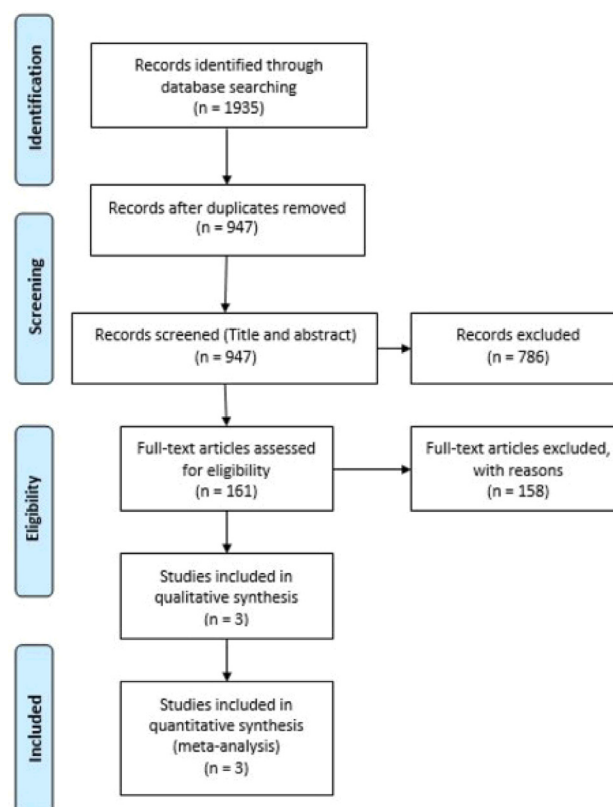 Identification
Records identified through
database searching
(n = 1935)
Records after duplicates removed
(n = 947)
Screening
Records screened (Title and abstract)
(n = 947)
Records excluded
(n = 786)
Eligibility
Full-text articles assessed
for eligibility
(n = 161)
Full-text articles excluded,
with reasons
(n = 158)
Studies included in
qualitative synthesis
(n = 3)
Included
Studies included in
quantitative synthesis
(meta-analysis)
(n = 3)